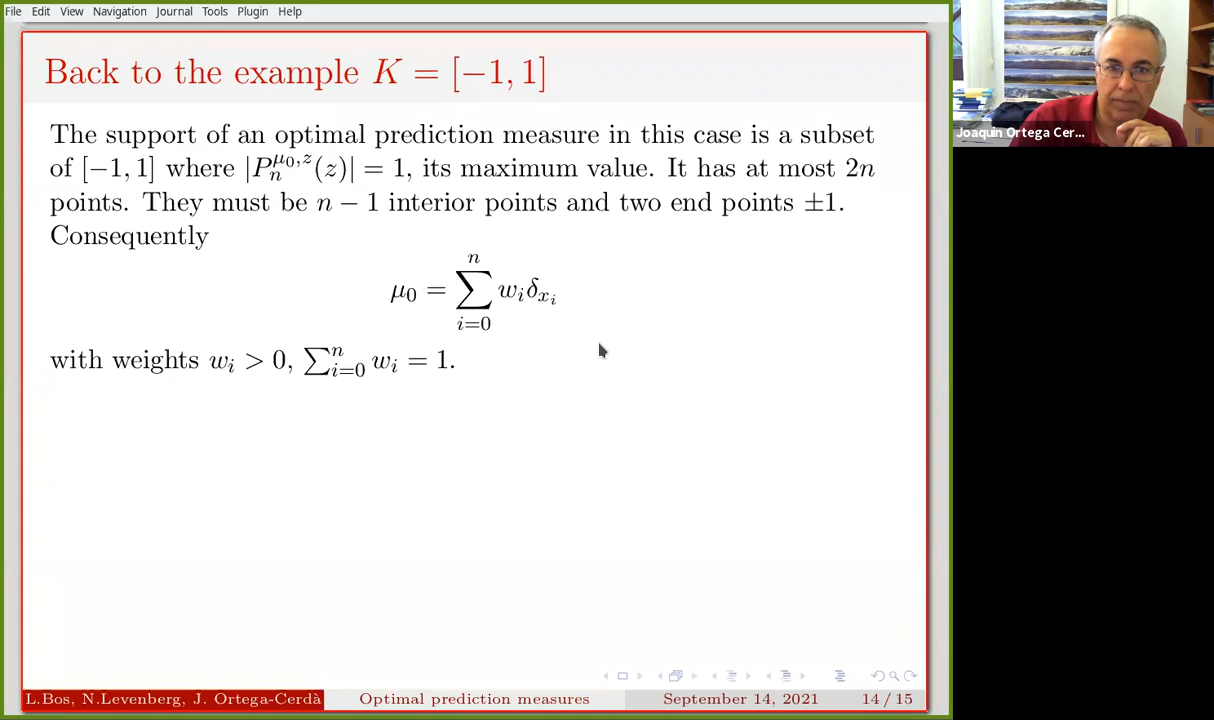 File Edit View Navigation Journal Tools Plugin Help
Back to the example K = [−1, 1]
The support of an optimal prediction measure in this case is a subset
of [−1, 1] where |P_n^{μ_0,z}(z)| = 1, its maximum value. It has at most 2n
points. They must be n − 1 interior points and two end points ±1.
Consequently
μ_0 = ∑_{i=0}^{n} w_i δ_{x_i}
with weights w_i > 0, ∑_{i=0}^{n} w_i = 1.
L.Bos, N.Levenberg, J. Ortega-Cerdà Optimal prediction measures September 14, 2021 14 / 15
Joaquin Ortega Cer...